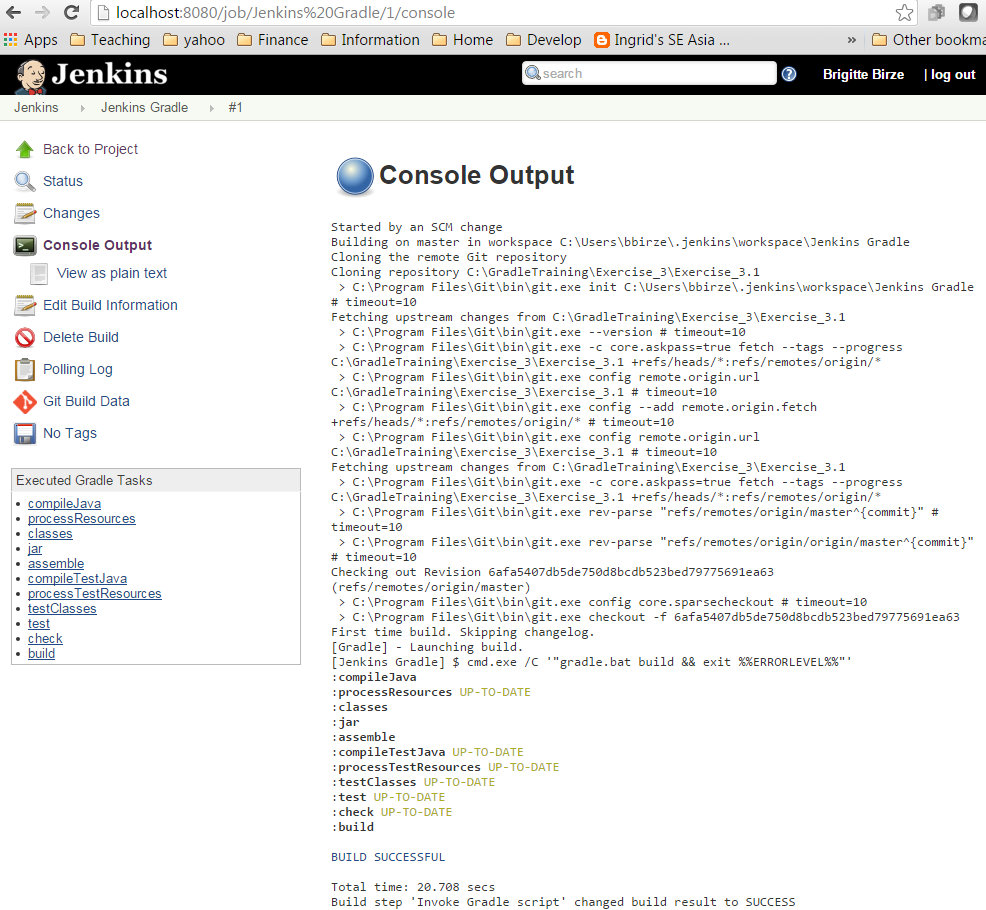 localhost:8080/job/Jenkins%20Gradle/1/console
Apps Teaching yahoo Finance Information Home Develop Ingrid's SE Asia ... » Other bookma
Jenkins search Brigitte Birze | log out
Jenkins Jenkins Gradle #1
Back to Project
Status
Changes
Console Output
View as plain text
Edit Build Information
Delete Build
Polling Log
Git Build Data
No Tags
Executed Gradle Tasks
• compileJava
• processResources
• classes
• jar
• assemble
• compileTestJava
• processTestResources
• testClasses
• test
• check
• build
Console Output
Started by an SCM change
Building on master in workspace C:\Users\bbirze\.jenkins\workspace\Jenkins Gradle
Cloning the remote Git repository
Cloning repository C:\GradleTraining\Exercise_3\Exercise_3.1
 > C:\Program Files\Git\bin\git.exe init C:\Users\bbirze\.jenkins\workspace\Jenkins Gradle
# timeout=10
Fetching upstream changes from C:\GradleTraining\Exercise_3\Exercise_3.1
 > C:\Program Files\Git\bin\git.exe --version # timeout=10
 > C:\Program Files\Git\bin\git.exe -c core.askpass=true fetch --tags --progress
C:\GradleTraining\Exercise_3\Exercise_3.1 +refs/heads/*:refs/remotes/origin/*
 > C:\Program Files\Git\bin\git.exe config remote.origin.url
C:\GradleTraining\Exercise_3\Exercise_3.1 # timeout=10
 > C:\Program Files\Git\bin\git.exe config --add remote.origin.fetch
+refs/heads/*:refs/remotes/origin/* # timeout=10
 > C:\Program Files\Git\bin\git.exe config remote.origin.url
C:\GradleTraining\Exercise_3\Exercise_3.1 # timeout=10
Fetching upstream changes from C:\GradleTraining\Exercise_3\Exercise_3.1
 > C:\Program Files\Git\bin\git.exe -c core.askpass=true fetch --tags --progress
C:\GradleTraining\Exercise_3\Exercise_3.1 +refs/heads/*:refs/remotes/origin/*
 > C:\Program Files\Git\bin\git.exe rev-parse "refs/remotes/origin/master^{commit}" #
timeout=10
 > C:\Program Files\Git\bin\git.exe rev-parse "refs/remotes/origin/origin/master^{commit}"
# timeout=10
Checking out Revision 6afa5407db5de750d8bcdb523bed79775691ea63
(refs/remotes/origin/master)
 > C:\Program Files\Git\bin\git.exe config core.sparsecheckout # timeout=10
 > C:\Program Files\Git\bin\git.exe checkout -f 6afa5407db5de750d8bcdb523bed79775691ea63
First time build. Skipping changelog.
[Gradle] - Launching build.
[Jenkins Gradle] $ cmd.exe /C '"gradle.bat build && exit %%ERRORLEVEL%%"'
:compileJava
:processResources UP-TO-DATE
:classes
:jar
:assemble
:compileTestJava UP-TO-DATE
:processTestResources UP-TO-DATE
:testClasses UP-TO-DATE
:test UP-TO-DATE
:check UP-TO-DATE
:build
BUILD SUCCESSFUL
Total time: 20.708 secs
Build step 'Invoke Gradle script' changed build result to SUCCESS